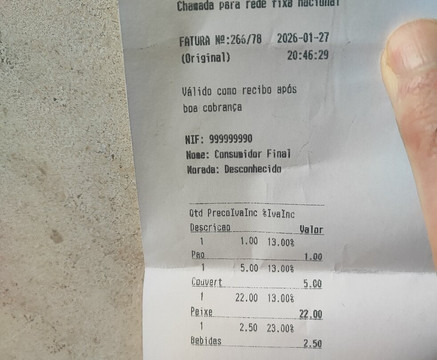 Chamada para rede fixa nacional
FATURA Nº:266/78 2026-01-27
(Original) 20:46:29
Válido como recibo após
boa cobrança
NIF: 999999990
Nome: Consumidor Final
Morada: Desconhecido
Qtd PrecoIvaInc %IvaInc
Descricao Valor
1 1.00 13.00%
Pao 1.00
1 5.00 13.00%
Couvert 5.00
1 22.00 13.00%
Peixe 22.00
1 2.50 23.00%
Bebidas 2.50